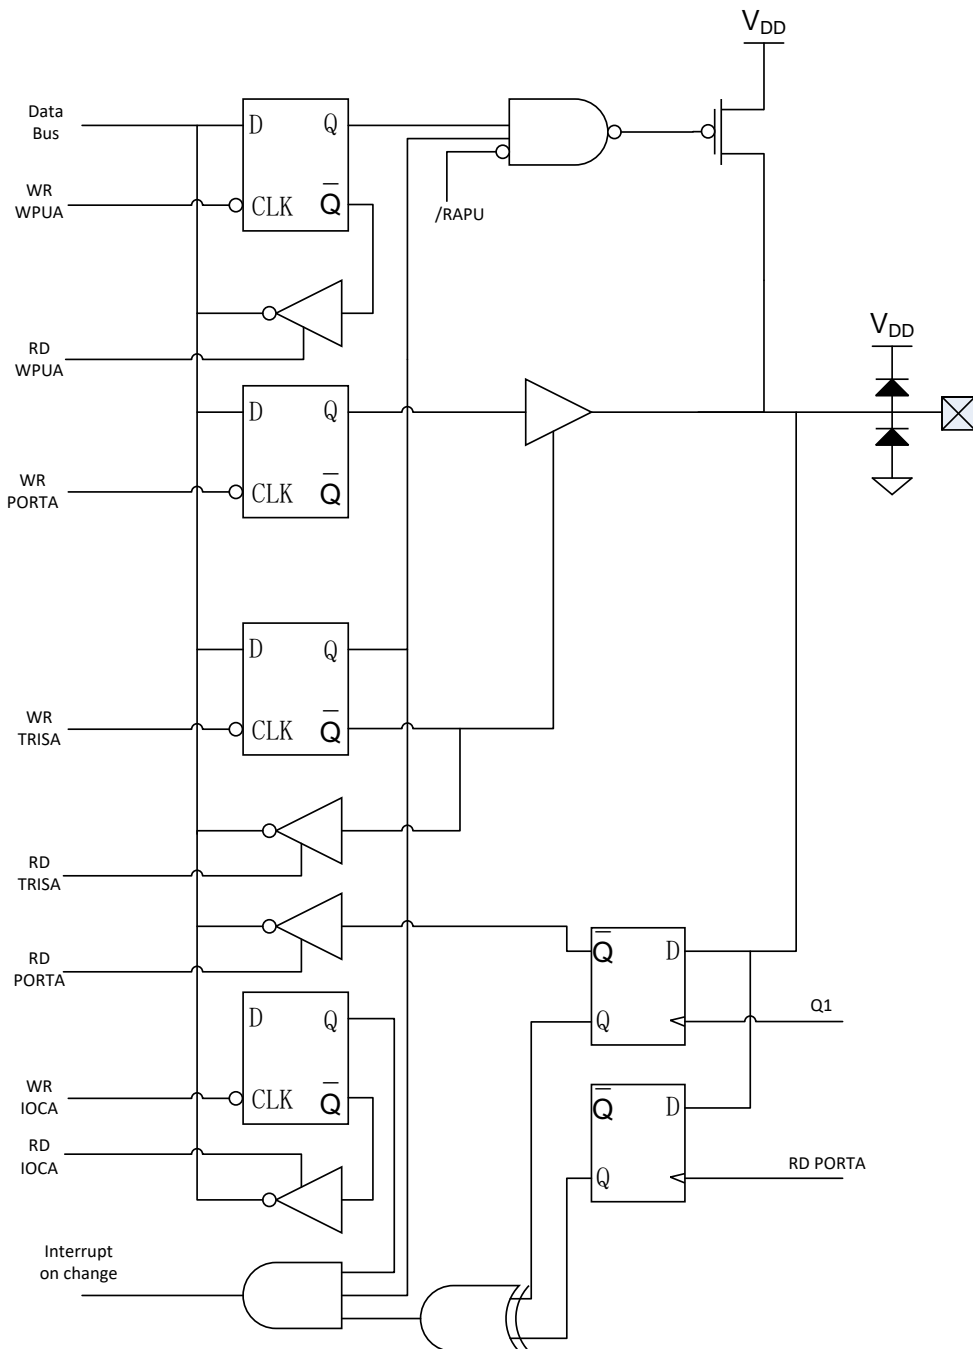 VDD
Data
Bus
D
Q
WR
WPUA
CLK
Q
/RAPU
RD
WPUA
VDD
D
Q
WR
PORTA
CLK
Q
D
Q
WR
TRISA
CLK
Q
RD
TRISA
RD
PORTA
Q
D
Q
Q1
D
Q
WR
IOCA
CLK
Q
Q
D
RD
IOCA
Q
RD PORTA
Interrupt
on change